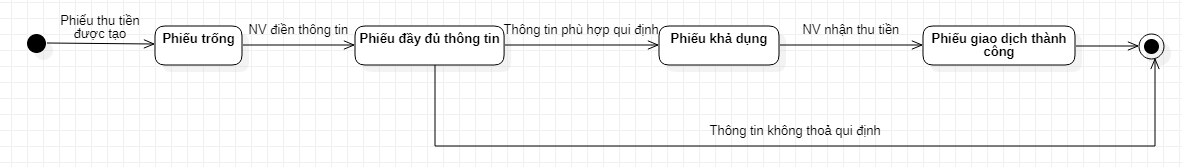 Phiếu thu tiền
được tạo
Phiếu trống
NV điền thông tin
Phiếu đầy đủ thông tin
Thông tin phù hợp qui định
Phiếu khả dụng
NV nhận thu tiền
Phiếu giao dịch thành
công
Thông tin không thoả qui định